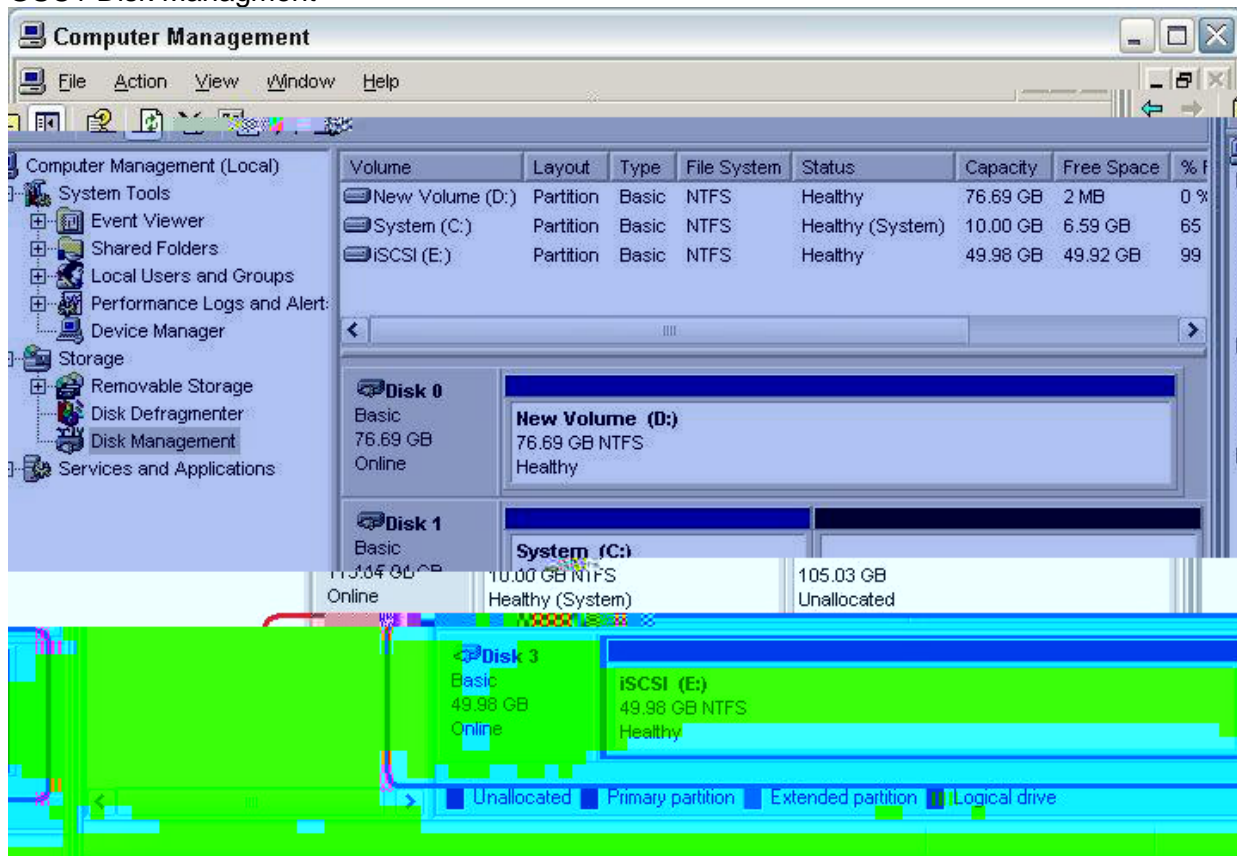 Disk Managment
Computer Management
File Action View Window Help
Computer Management (Local)
System Tools
Event Viewer
Shared Folders
Local Users and Groups
Performance Logs and Alert
Device Manager
Storage
Removable Storage
Disk Defragmenter
Disk Management
Services and Applications
Volume Layout Type File System Status Capacity Free Space %
New Volume (D:) Partition Basic NTFS Healthy 76.69 GB 2 MB 0 %
System (C:) Partition Basic NTFS Healthy (System) 10.00 GB 6.59 GB 65
iSCSI (E:) Partition Basic NTFS Healthy 49.98 GB 49.92 GB 99
Disk 0
Basic
76.69 GB
Online
New Volume (D:)
76.69 GB NTFS
Healthy
Disk 1
Basic
Online
System (C:)
10.00 GB NTFS
Healthy (System)
105.03 GB
Unallocated
Disk 3
Basic
49.98 GB
Online
iSCSI (E:)
49.98 GB NTFS
Healthy
Unallocated Primary partition Extended partition Logical drive